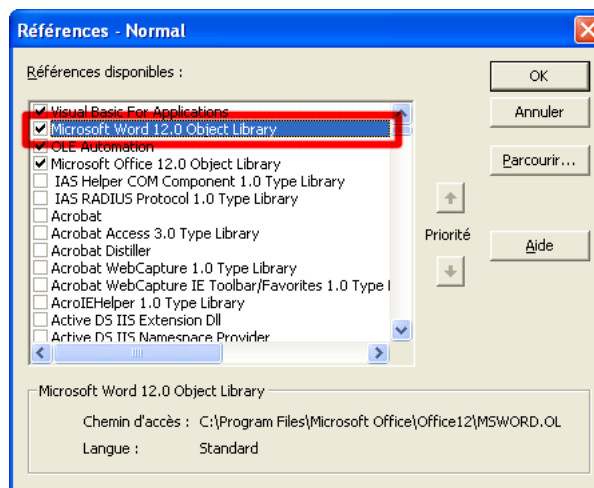 Références - Normal
Références disponibles :
OK
Annuler
Parcourir...
Aide
Visual Basic For Applications
Microsoft Word 12.0 Object Library
OLE Automation
Microsoft Office 12.0 Object Library
IAS Helper COM Component 1.0 Type Library
IAS RADIUS Protocol 1.0 Type Library
Acrobat
Acrobat Access 3.0 Type Library
Acrobat Distiller
Acrobat WebCapture 1.0 Type Library
Acrobat WebCapture IE Toolbar/Favorites 1.0 Type l
AcroIEHelper 1.0 Type Library
Active DS IIS Extension Dll
Active DS IIS Namespace Provider
Priorité
Microsoft Word 12.0 Object Library
Chemin d'accès : C:\Program Files\Microsoft Office\Office12\MSWORD.OL
Langue : Standard